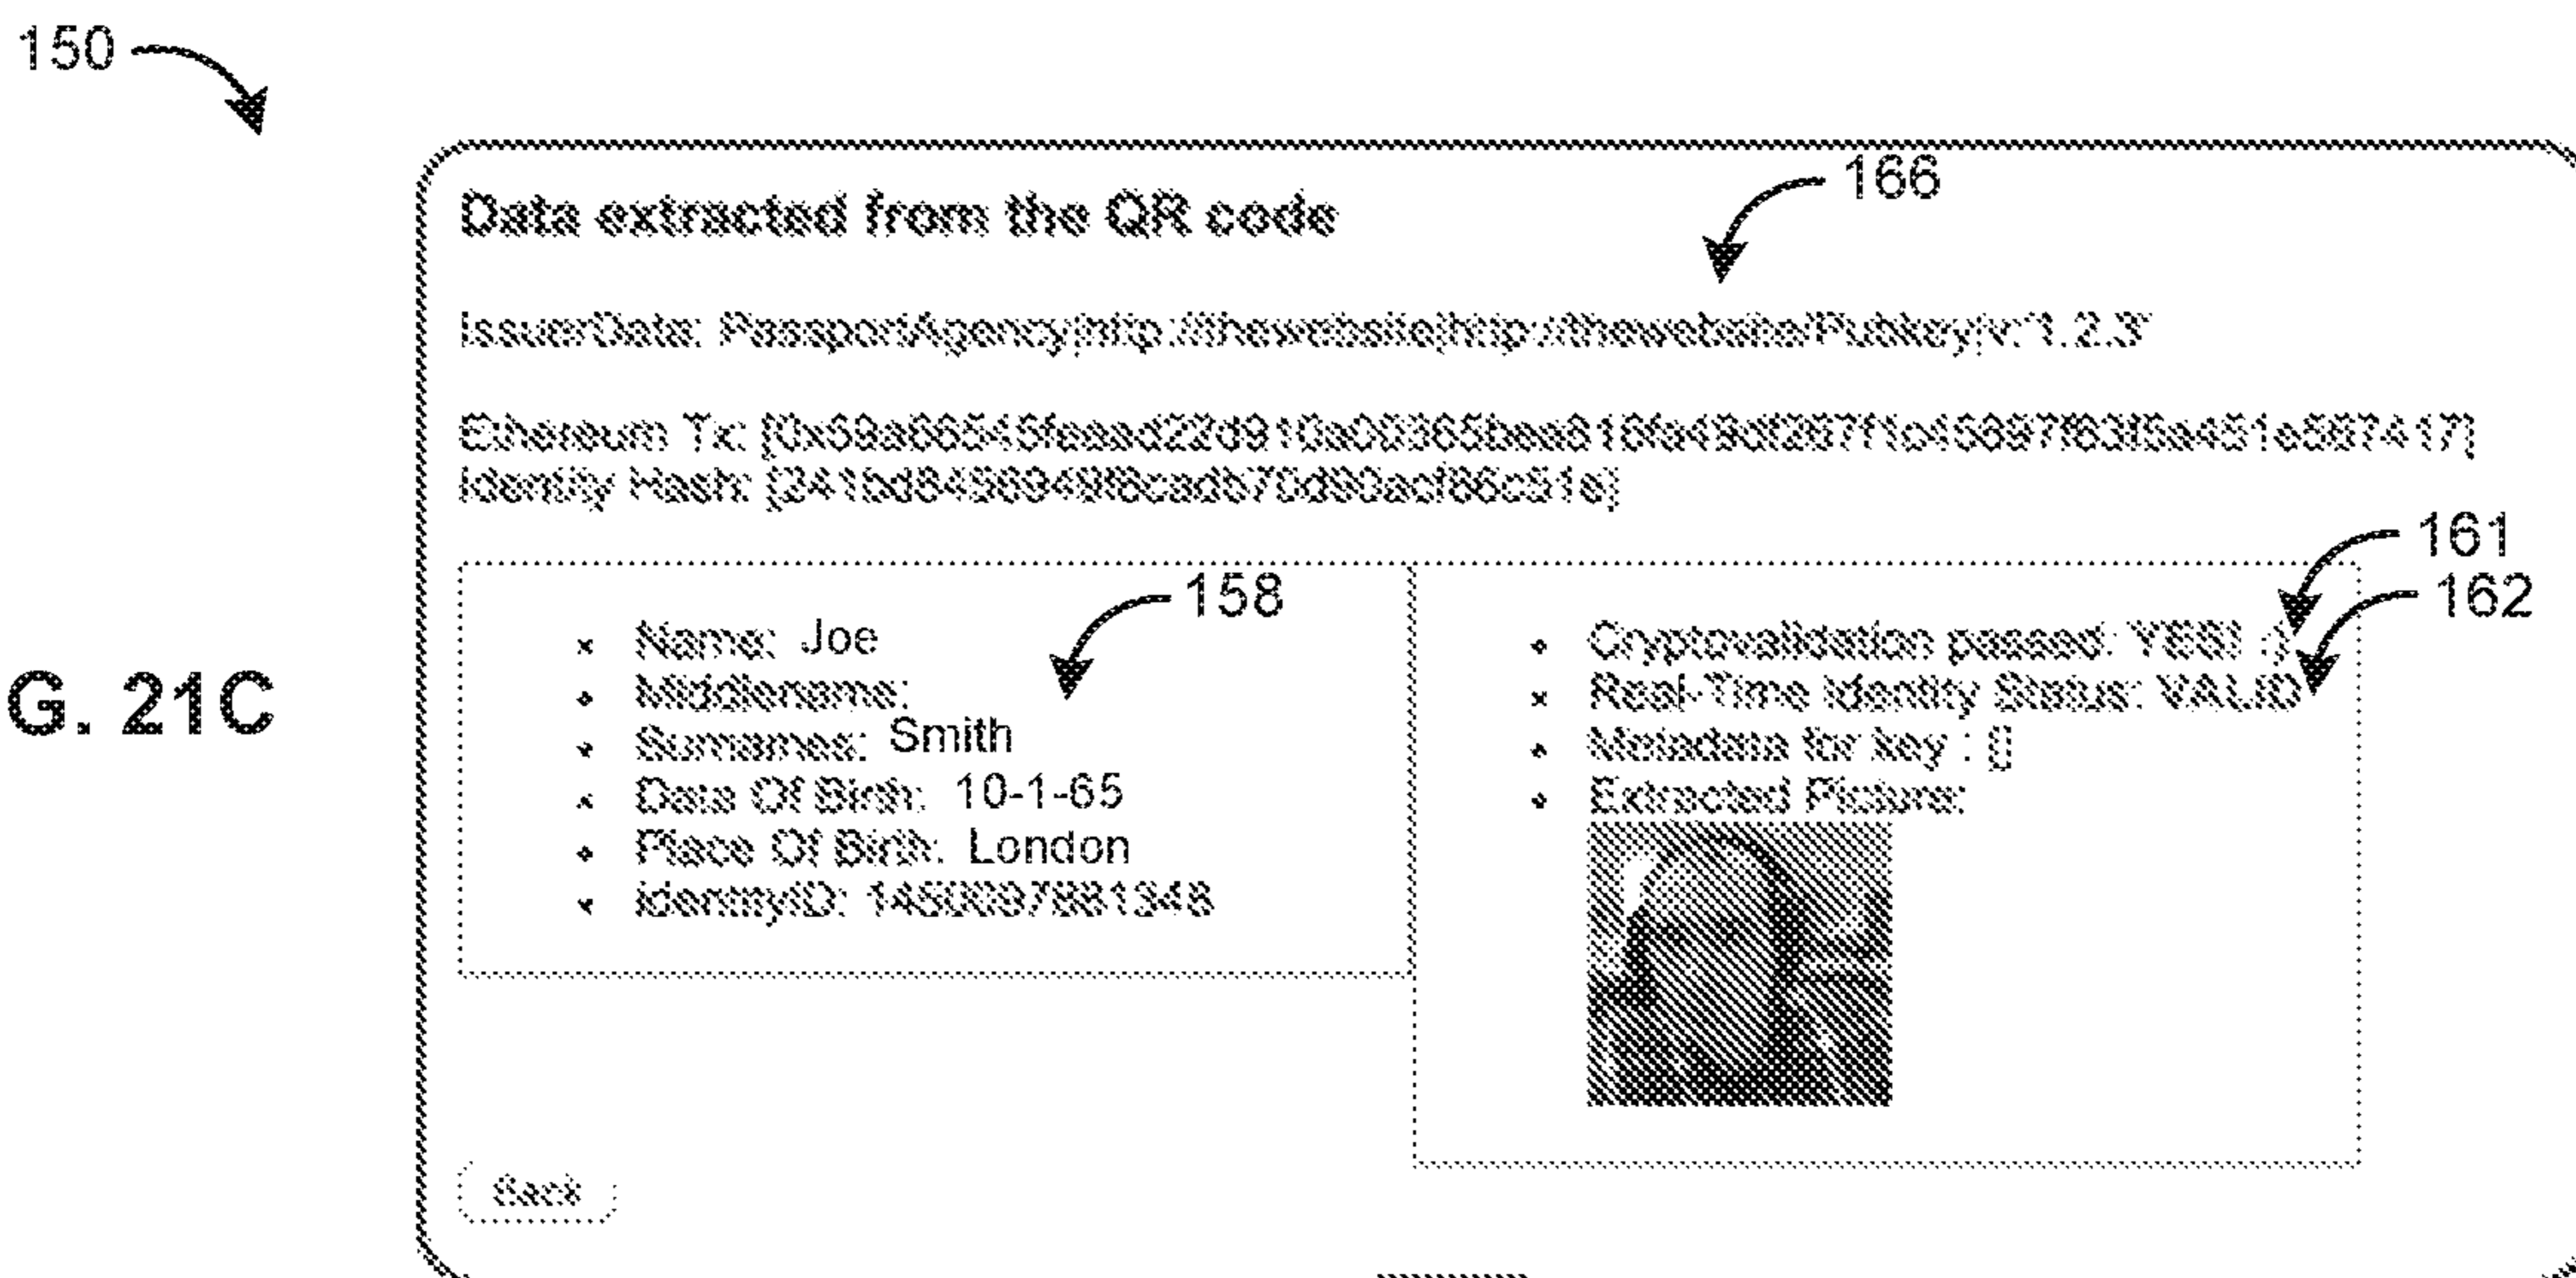 150
166
Data extracted from the QR code
IssuerData: PassportAgency|http://thewebsite|http://thewebsite/Pubkey|v:"1.2.3"
Ethereum Tx:
Identity Hash:
161
158
162
Name: Joe
Middlename:
Surnames: Smith
Date Of Birth: 10-1-65
Place Of Birth: London
IdentityID:
Cryptovalidation passed: YES! :)
Real-Time Identity Status: VALID
Metadata for key : []
Extracted Picture:
G. 21C
Back